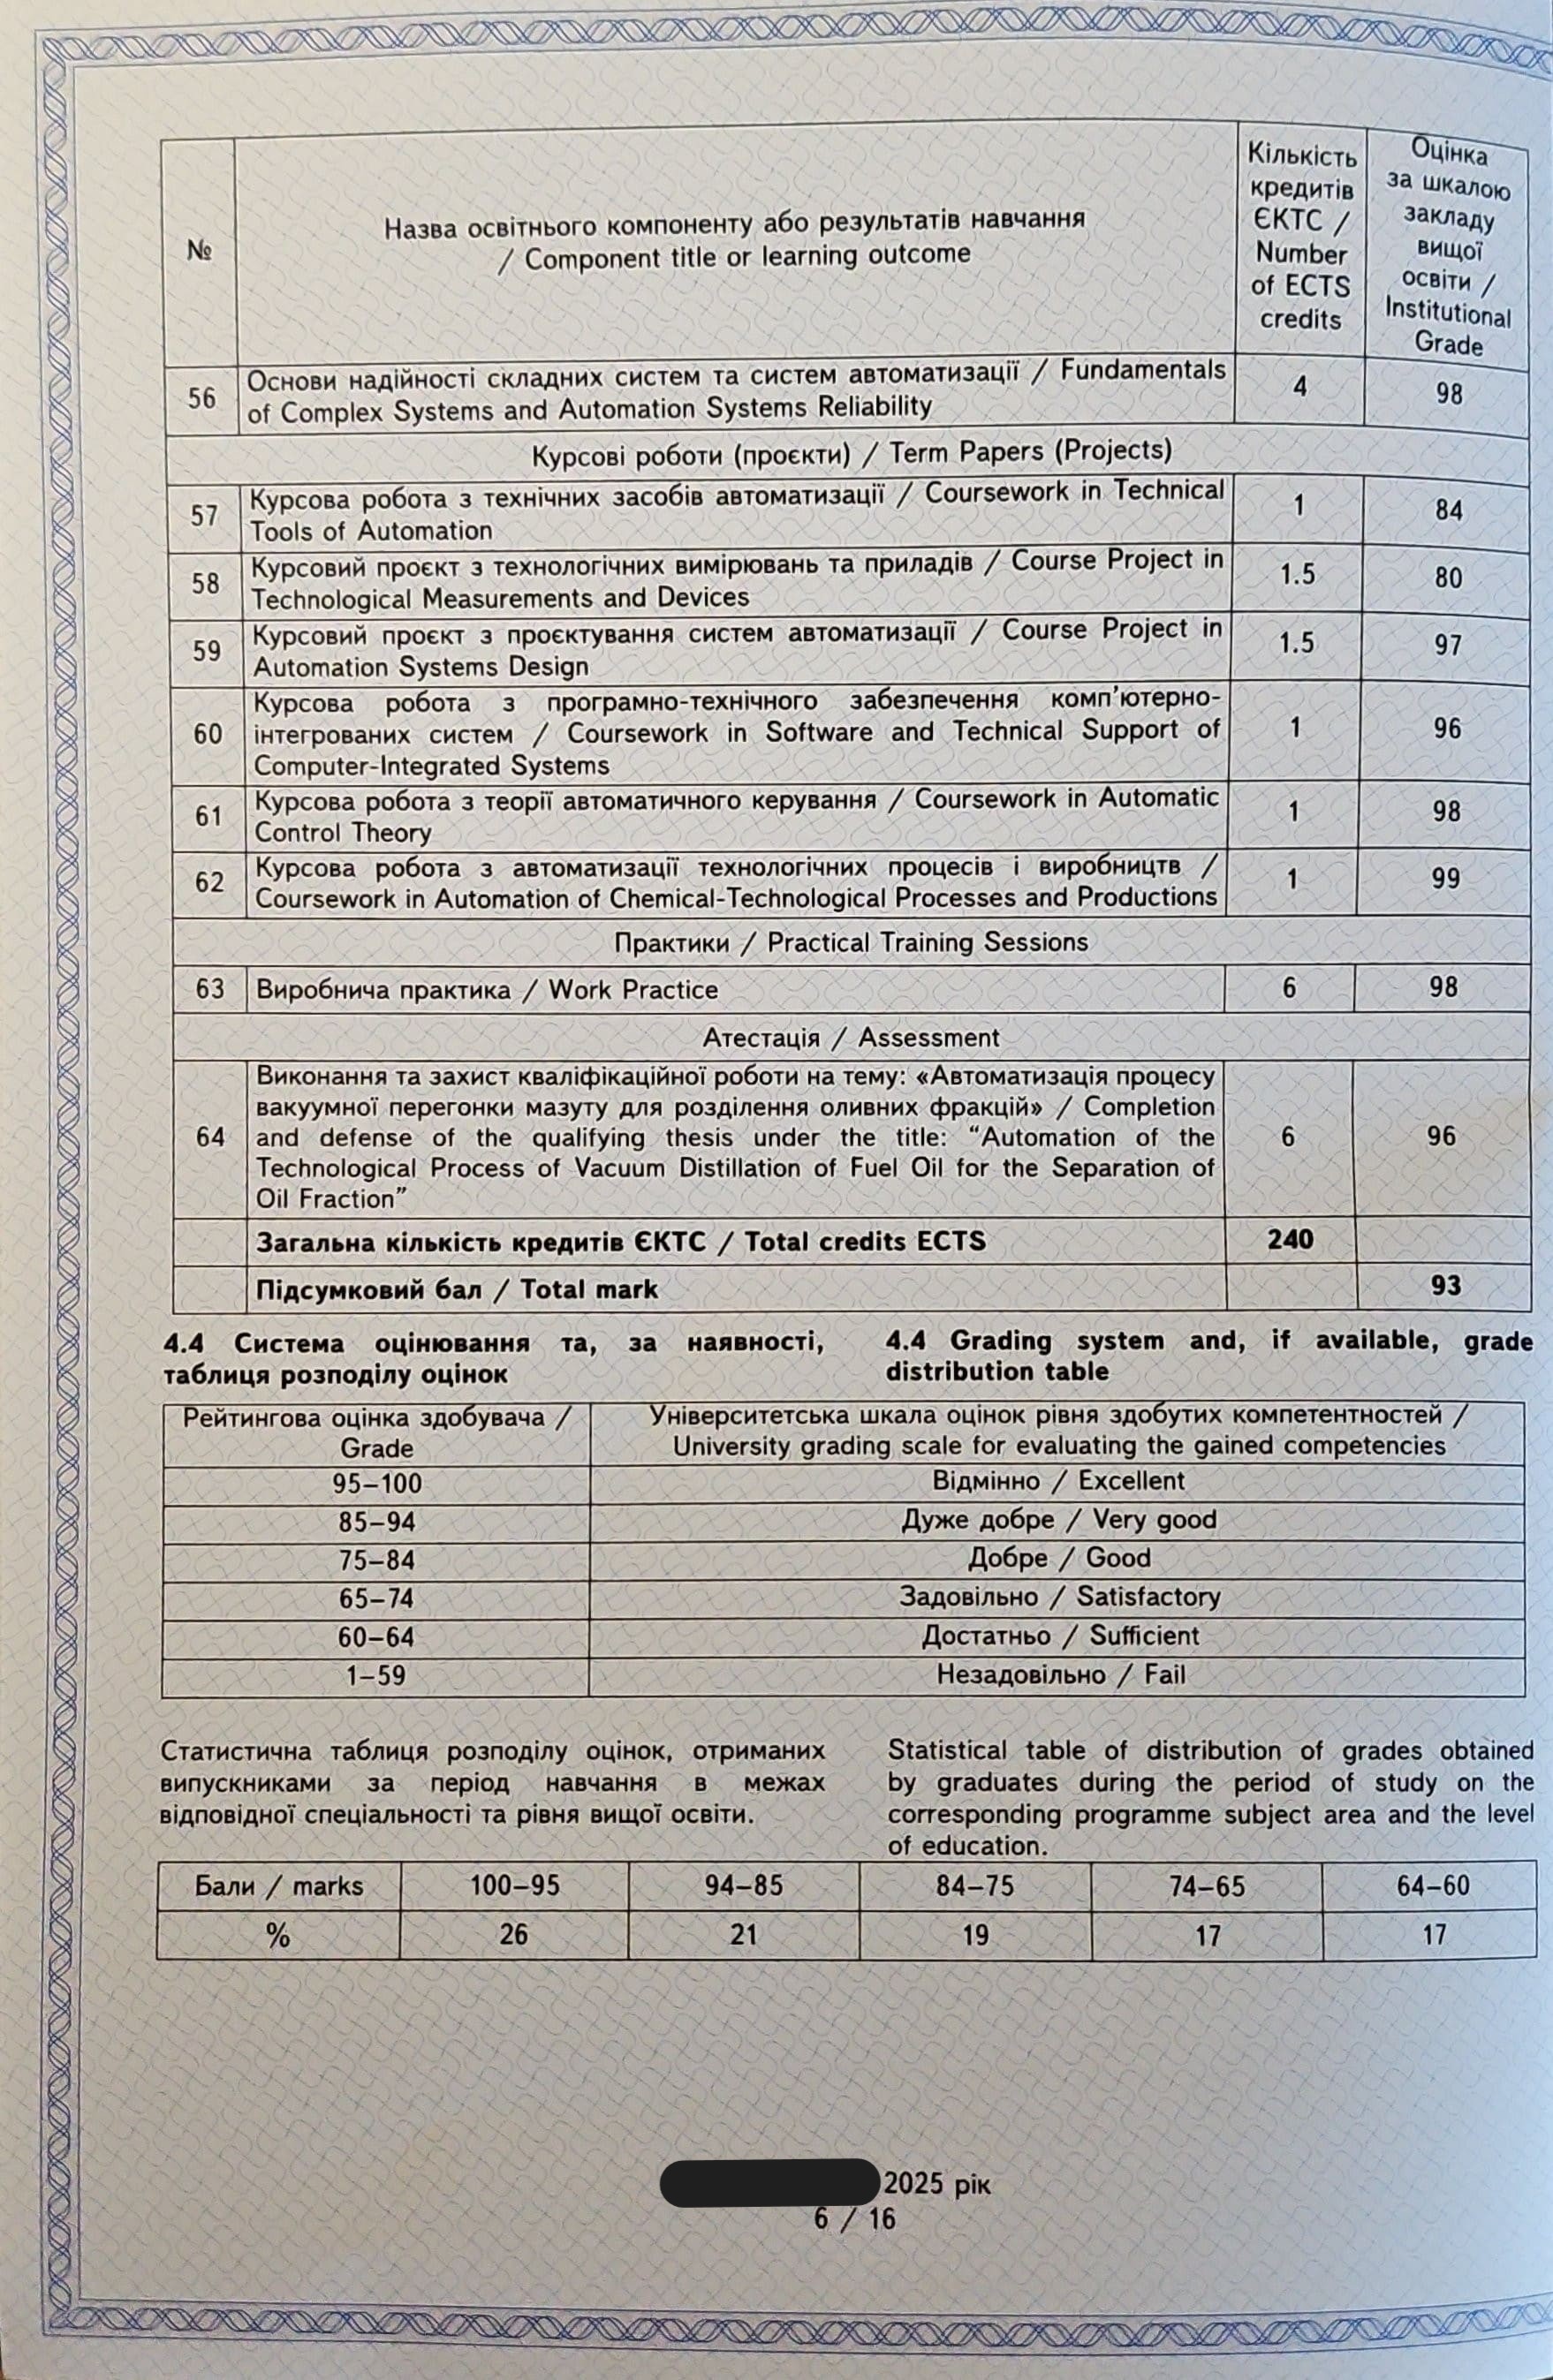 №
Назва освітнього компоненту або результатів навчання
/ Component title or learning outcome
Кількість
кредитів
ЄКТС /
Number
of ECTS
credits
Оцінка
за шкалою
закладу
вищої
освіти /
Institutional
Grade
56
Основи надійності складних систем та систем автоматизації / Fundamentals
of Complex Systems and Automation Systems Reliability
4
98
Курсові роботи (проєкти) / Term Papers (Projects)
57
Курсова робота з технічних засобів автоматизації / Coursework in Technical
Tools of Automation
1
84
58
Курсовий проєкт з технологічних вимірювань та приладів / Course Project in
Technological Measurements and Devices
1.5
80
59
Курсовий проєкт з проєктування систем автоматизації / Course Project in
Automation Systems Design
1.5
97
60
Курсова робота з програмно-технічного забезпечення комп'ютерно-
інтегрованих систем / Coursework in Software and Technical Support of
Computer-Integrated Systems
1
96
61
Курсова робота з теорії автоматичного керування / Coursework in Automatic
Control Theory
1
98
62
Курсова робота з автоматизації технологічних процесів і виробництв /
Coursework in Automation of Chemical-Technological Processes and Productions
1
99
Практики / Practical Training Sessions
63
Виробнича практика / Work Practice
6
98
Атестація / Assessment
64
Виконання та захист кваліфікаційної роботи на тему: «Автоматизація процесу
вакуумної перегонки мазуту для розділення оливних фракцій» / Completion
and defense of the qualifying thesis under the title: “Automation of the
Technological Process of Vacuum Distillation of Fuel Oil for the Separation of
Oil Fraction”
6
96
Загальна кількість кредитів ЄКТС / Total credits ECTS
240
Підсумковий бал / Total mark
93
4.4 Система оцінювання та, за наявності,
таблиця розподілу оцінок
4.4 Grading system and, if available, grade
distribution table
Рейтингова оцінка здобувача /
Grade
Університетська шкала оцінок рівня здобутих компетентностей /
University grading scale for evaluating the gained competencies
95–100
Відмінно / Excellent
85–94
Дуже добре / Very good
75–84
Добре / Good
65–74
Задовільно / Satisfactory
60–64
Достатньо / Sufficient
1–59
Незадовільно / Fail
Статистична таблиця розподілу оцінок, отриманих
випускниками за період навчання в межах
відповідної спеціальності та рівня вищої освіти.
Statistical table of distribution of grades obtained
by graduates during the period of study on the
corresponding programme subject area and the level
of education.
Бали / marks
100–95
94–85
84–75
74–65
64–60
%
26
21
19
17
17
2025 рік
6 / 16